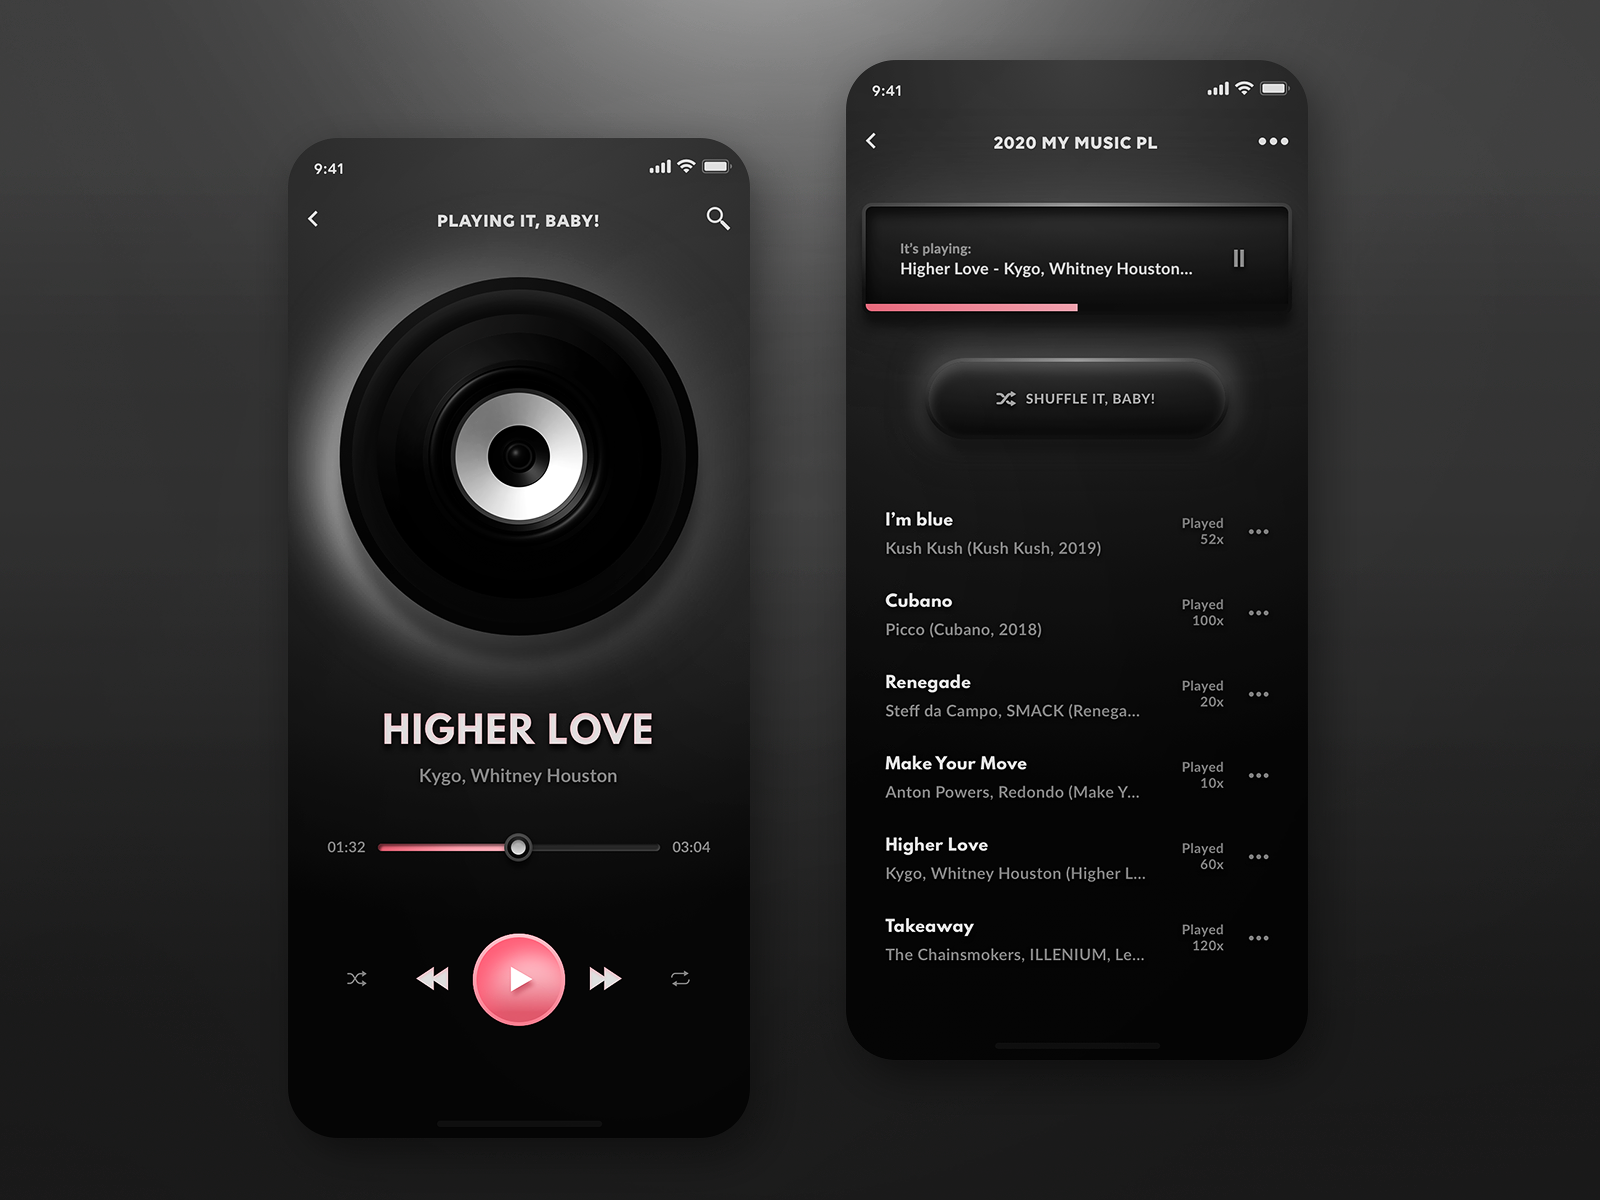 9:41
PLAYING IT, BABY!
HIGHER LOVE
Kygo, Whitney Houston
01:32
03:04
9:41
2020 MY MUSIC PL
It's playing:
Higher Love - Kygo, Whitney Houston...
SHUFFLE IT, BABY!
I'm blue
Kush Kush (Kush Kush, 2019)
Played
52x
Cubano
Picco (Cubano, 2018)
Played
100x
Renegade
Steff da Campo, SMACK (Renega...
Played
20x
Make Your Move
Anton Powers, Redondo (Make Y...
Played
10x
Higher Love
Kygo, Whitney Houston (Higher L...
Played
60x
Takeaway
The Chainsmokers, ILLENIUM, Le...
Played
120x